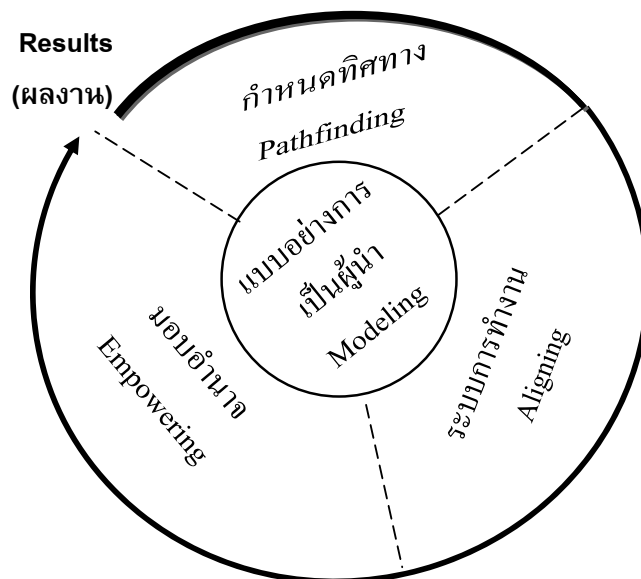 Results
(ผลงาน)
กำหนดทิศทาง
Pathfinding
แบบอย่างการ
เป็นผู้นำ
Modeling
ระบบการทำงาน
Aligning
มอบอำนาจ
Empowering